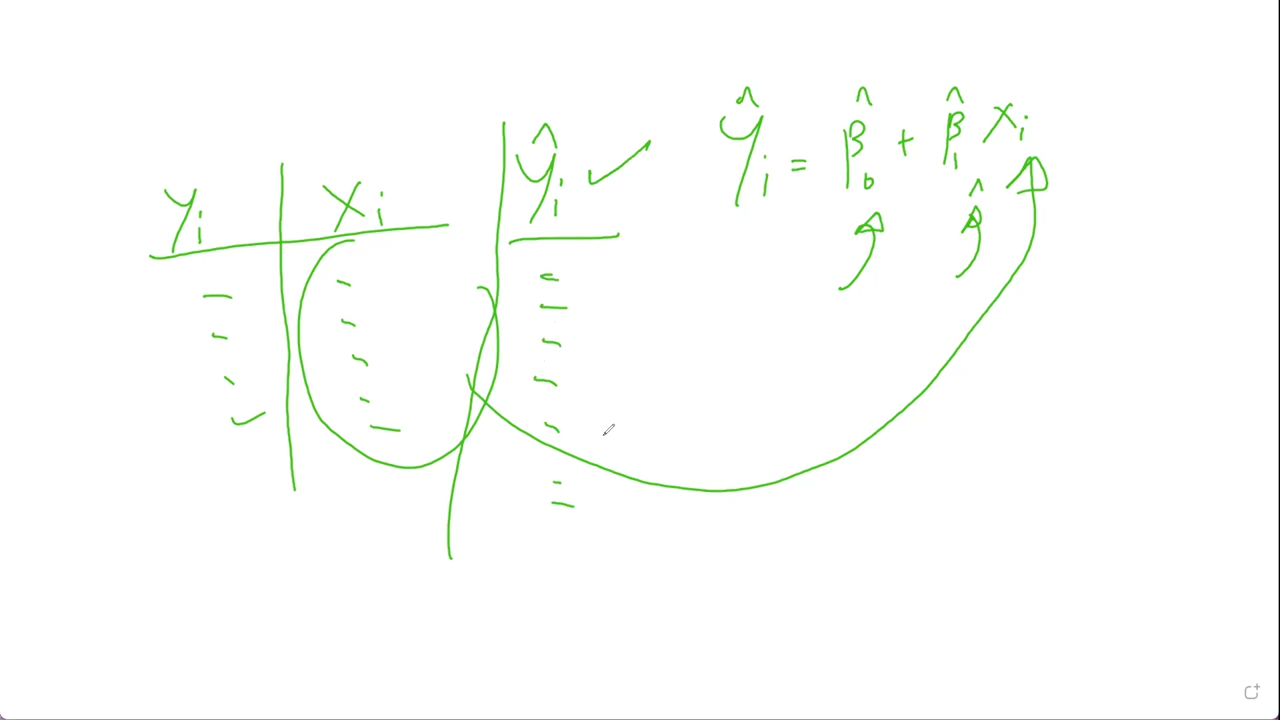 ŷᵢ = β̂₀ + β̂₁ xᵢ
yᵢ xᵢ ŷᵢ ✓